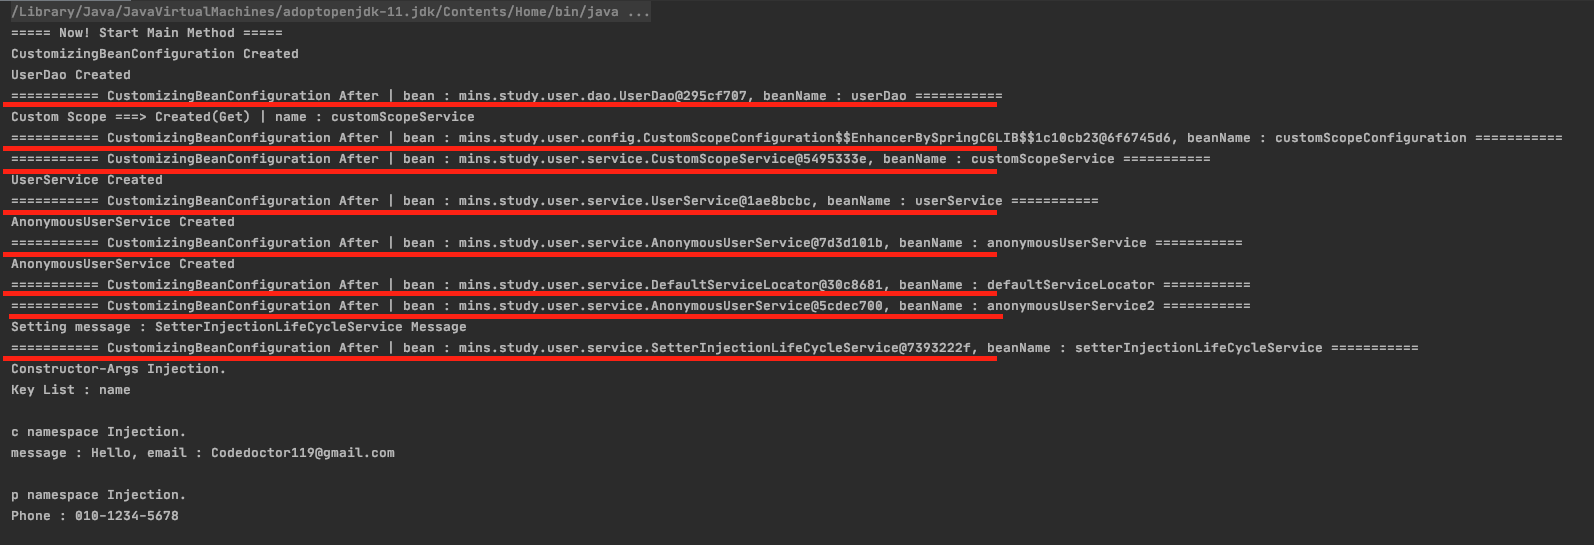 /Library/Java/JavaVirtualMachines/adoptopenjdk-11.jdk/Contents/Home/bin/java ...
===== Now! Start Main Method =====
CustomizingBeanConfiguration Created
UserDao Created
=========== CustomizingBeanConfiguration After | bean : mins.study.user.dao.UserDao@295cf707, beanName : userDao ===========
Custom Scope ===> Created(Get) | name : customScopeService
=========== CustomizingBeanConfiguration After | bean : mins.study.user.config.CustomScopeConfiguration$$EnhancerBySpringCGLIB$$1c10cb23@6f6745d6, beanName : customScopeConfiguration ===========
=========== CustomizingBeanConfiguration After | bean : mins.study.user.service.CustomScopeService@5495333e, beanName : customScopeService ===========
UserService Created
=========== CustomizingBeanConfiguration After | bean : mins.study.user.service.UserService@1ae8bcbc, beanName : userService ===========
AnonymousUserService Created
=========== CustomizingBeanConfiguration After | bean : mins.study.user.service.AnonymousUserService@7d3d101b, beanName : anonymousUserService ===========
AnonymousUserService Created
=========== CustomizingBeanConfiguration After | bean : mins.study.user.service.DefaultServiceLocator@30c8681, beanName : defaultServiceLocator ===========
=========== CustomizingBeanConfiguration After | bean : mins.study.user.service.AnonymousUserService@5cdec700, beanName : anonymousUserService2 ===========
Setting message : SetterInjectionLifeCycleService Message
=========== CustomizingBeanConfiguration After | bean : mins.study.user.service.SetterInjectionLifeCycleService@7393222f, beanName : setterInjectionLifeCycleService ===========
Constructor-Args Injection.
Key List : name
c namespace Injection.
message : Hello, email : Codedoctor119@gmail.com
p namespace Injection.
Phone : 010-1234-5678